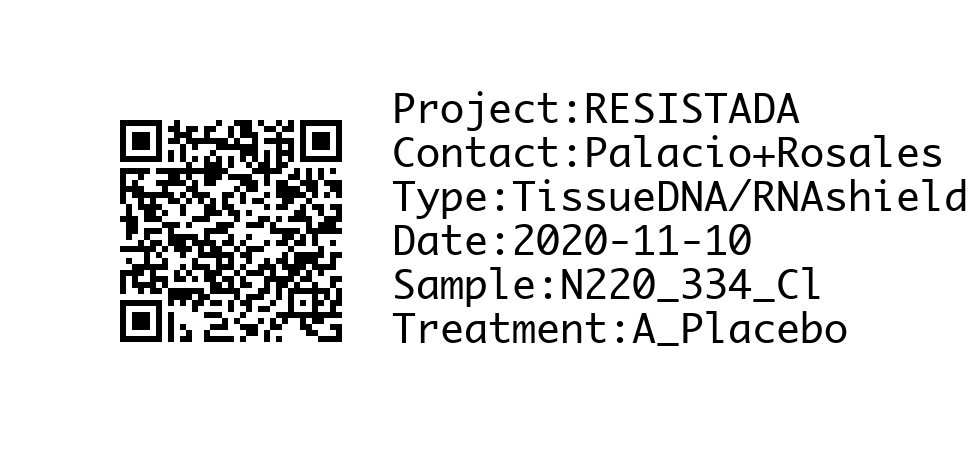 Project:RESISTADA
Contact:Palacio+Rosales
Type:TissueDNA/RNAshield
Date:2020-11-10
Sample:N220_334_Cl
Treatment:A_Placebo